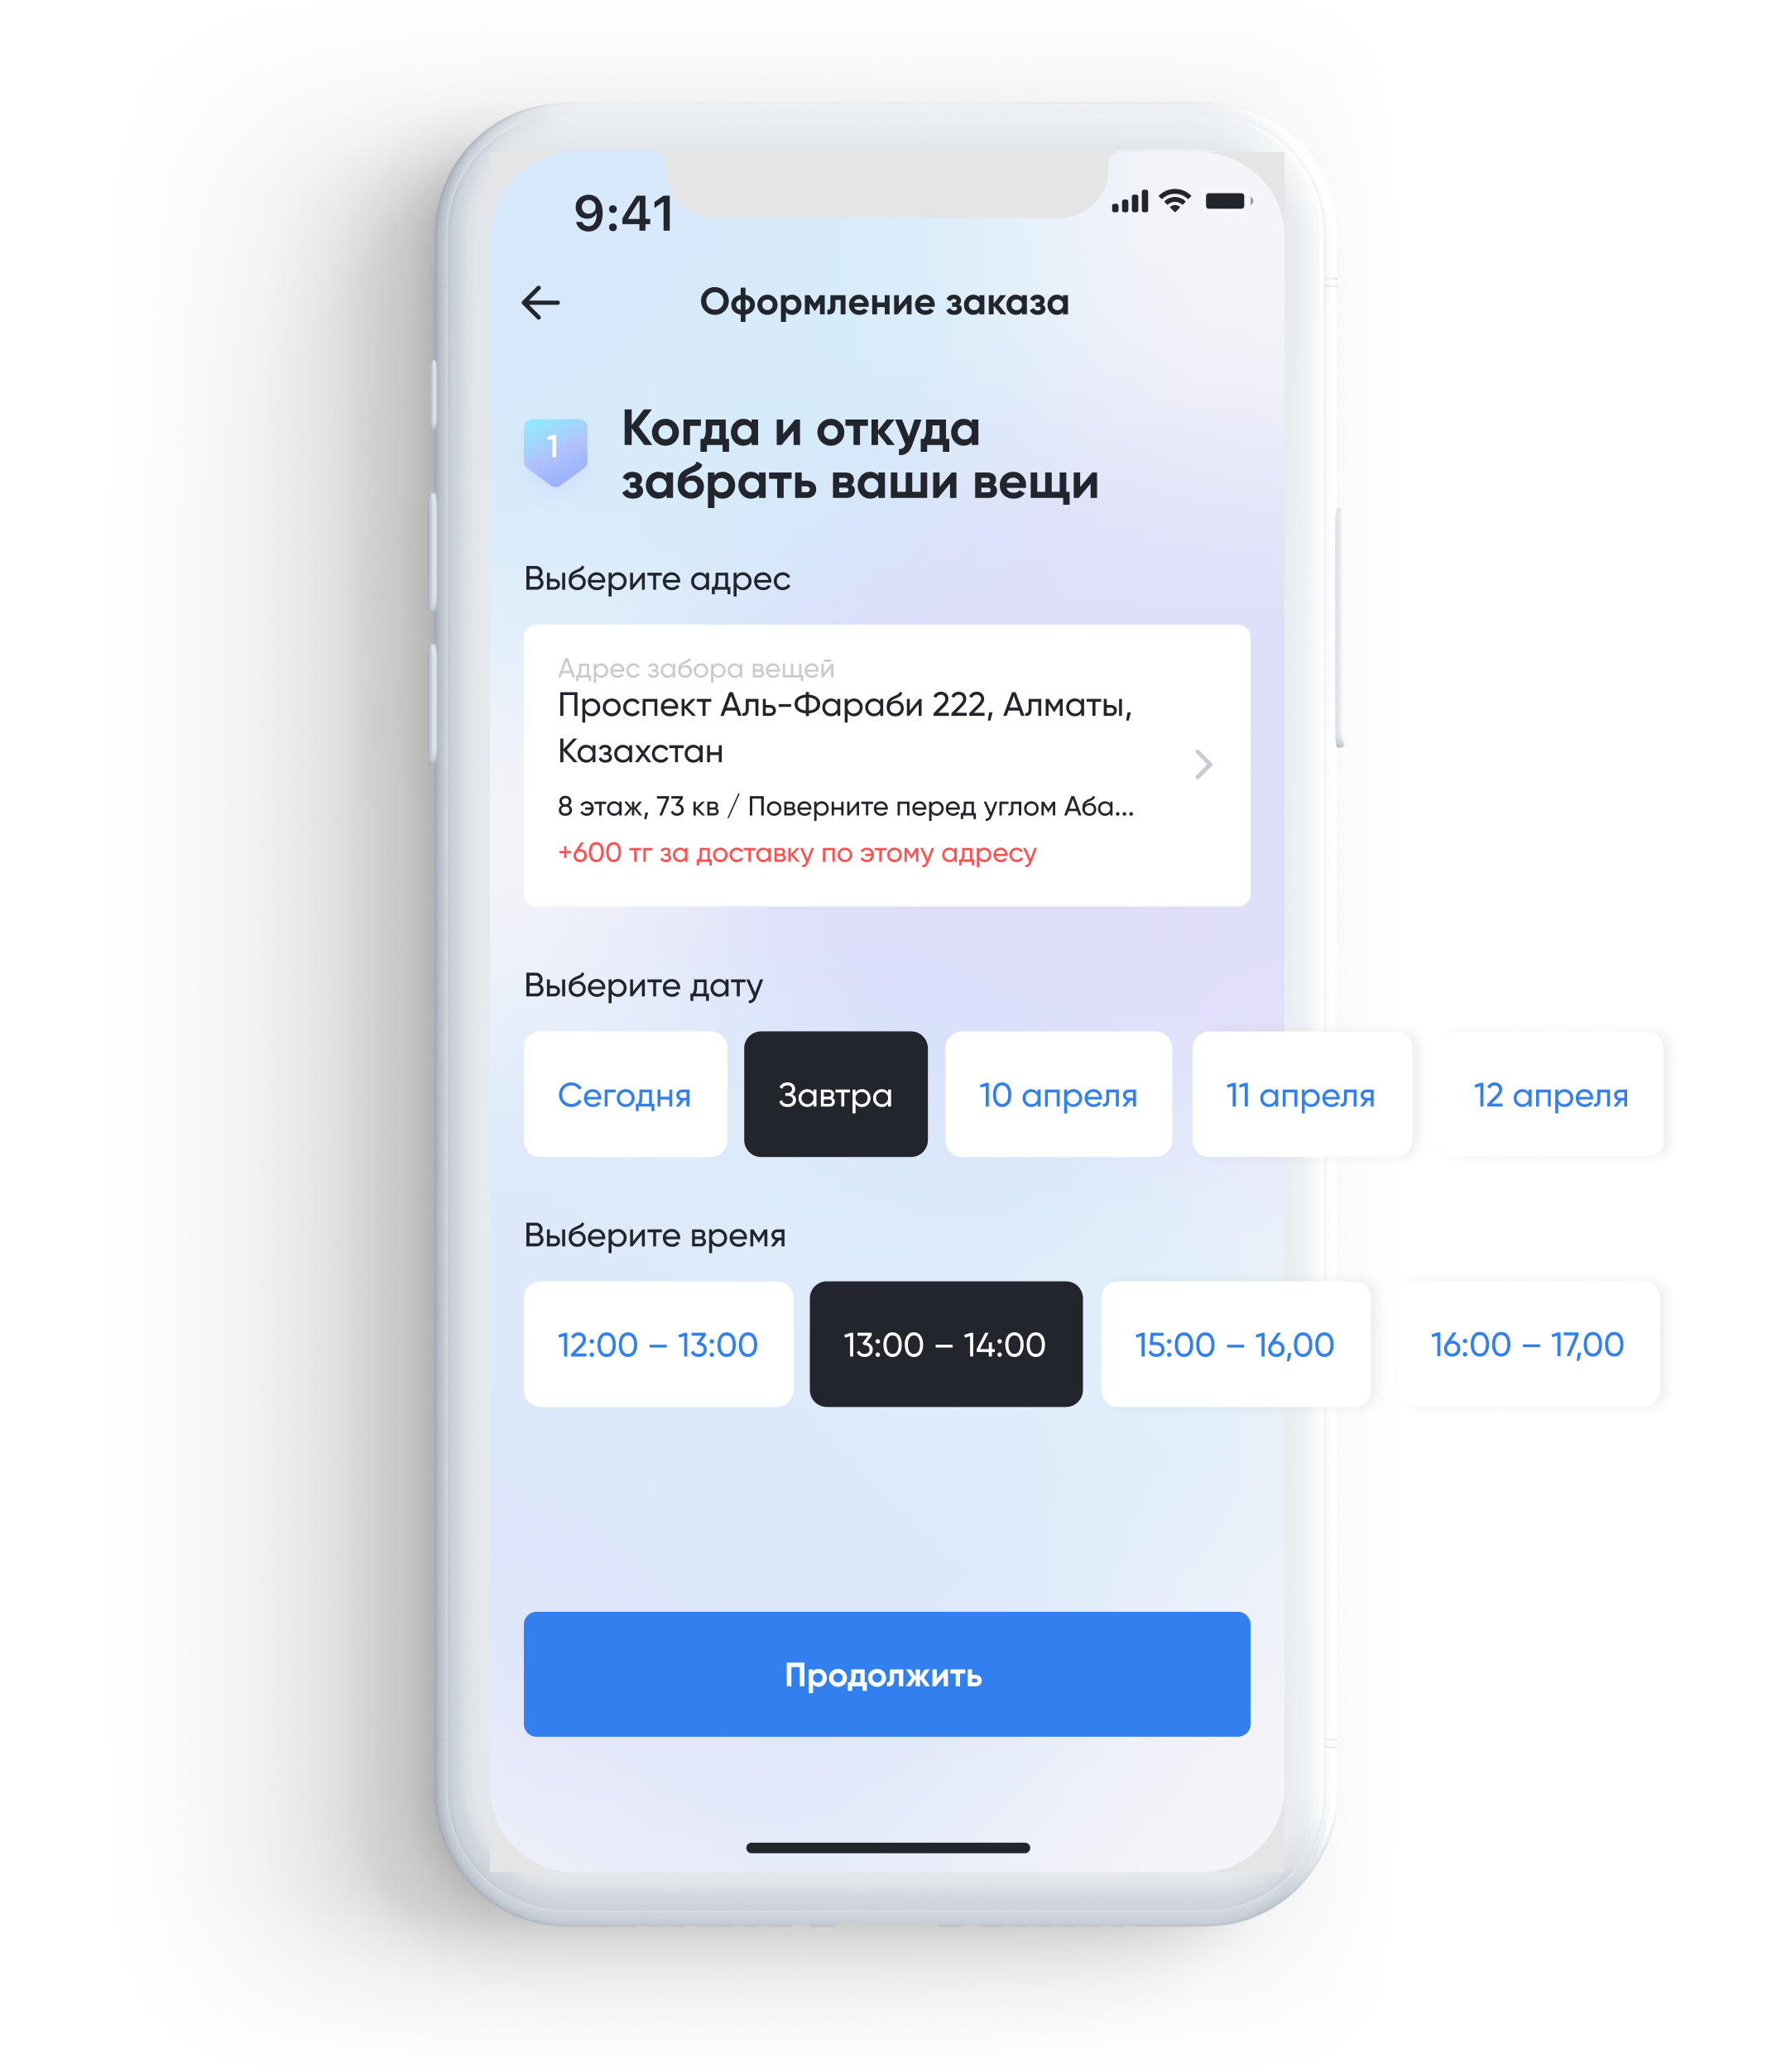 9:41
Оформление заказа
1
Когда и откуда
забрать ваши вещи
Выберите адрес
Адрес забора вещей
Проспект Аль-Фараби 222, Алматы,
Казахстан
8 этаж, 73 кв / Поверните перед углом Аба...
+600 тг за доставку по этому адресу
Выберите дату
Сегодня Завтра 10 апреля 11 апреля 12 апреля
Выберите время
12:00 – 13:00 13:00 – 14:00 15:00 – 16,00 16:00 – 17,00
Продолжить